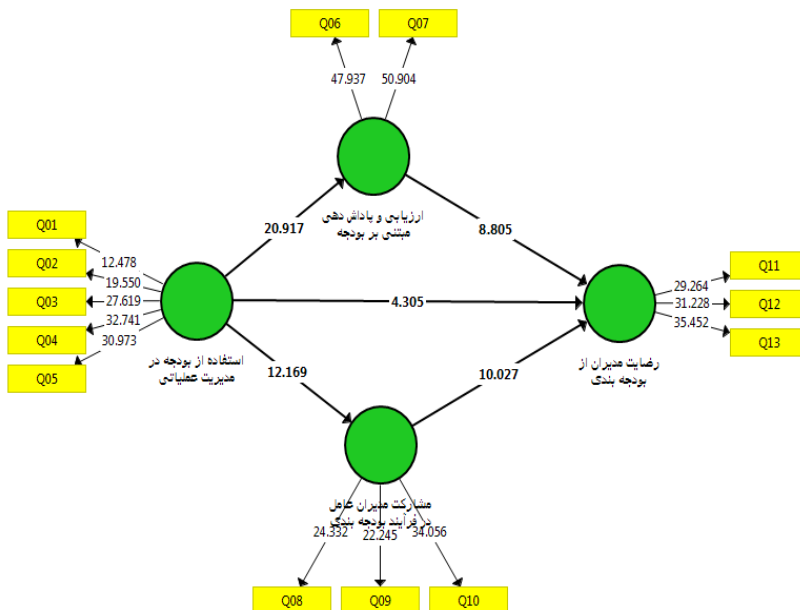 Q06
Q07
47.937
50.904
ارزیابی و پاداش دهی
مبتنی بر بودجه
20.917
8.805
Q01
Q02
Q03
Q04
Q05
12.478
19.550
27.619
32.741
30.973
استفاده از بودجه در
مدیریت عملیاتی
4.305
Q11
Q12
Q13
29.264
31.228
35.452
رضایت مدیران از
بودجه بندی
12.169
10.027
مشارکت مدیران عامل
در فرآیند بودجه بندی
24.332
22.245
34.056
Q08
Q09
Q10